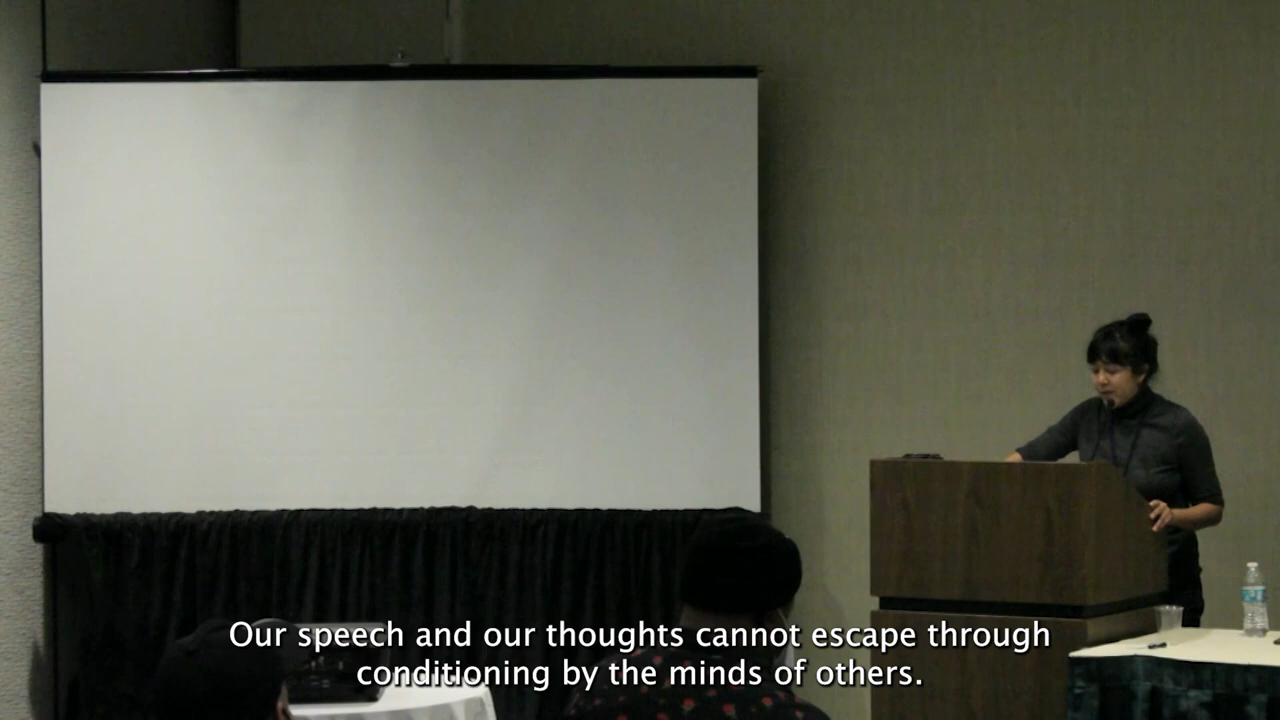 Our speech and our thoughts cannot escape through
conditioning by the minds of others.